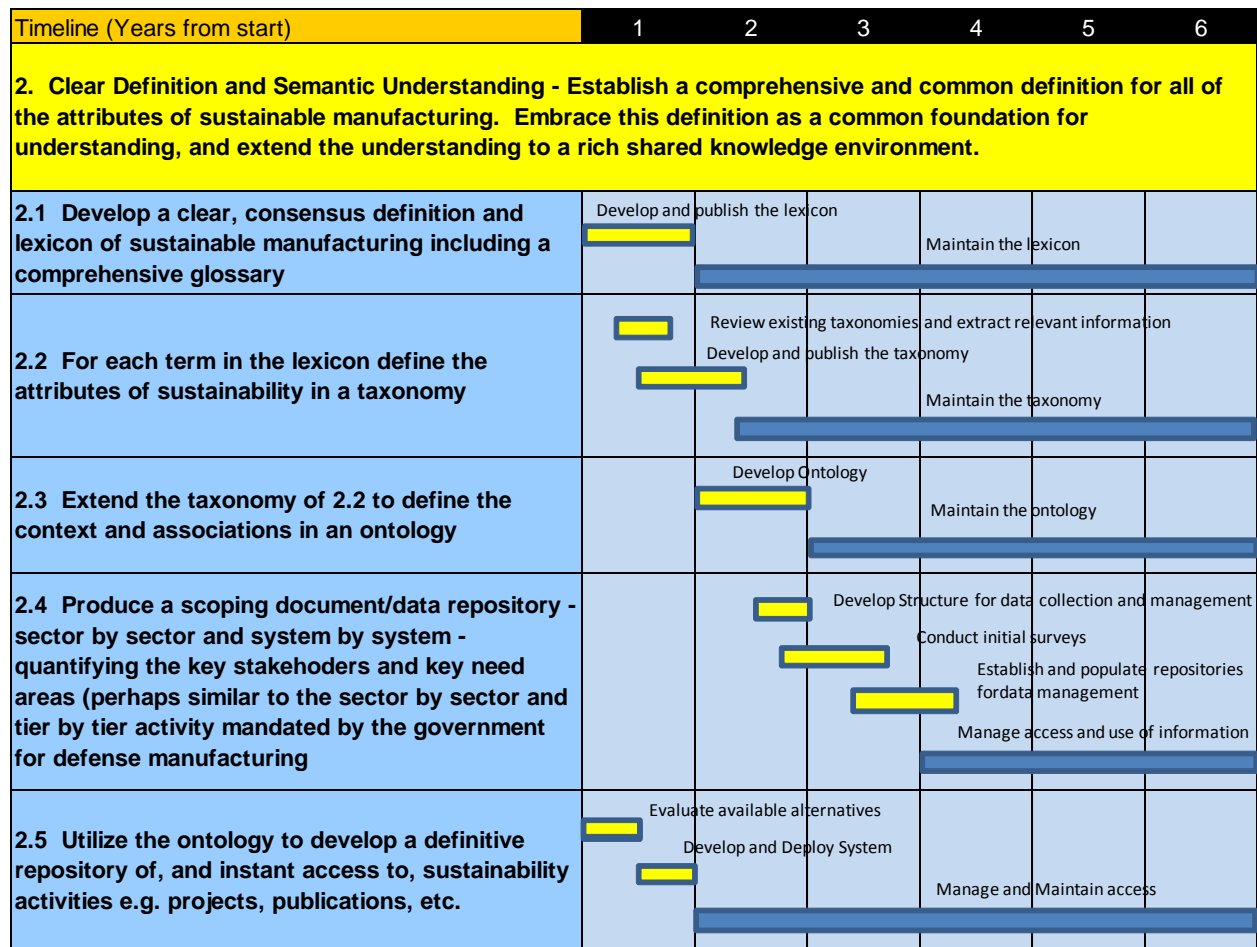 Timeline (Years from start) 1 2 3 4 5 6
2. Clear Definition and Semantic Understanding - Establish a comprehensive and common definition for all of
the attributes of sustainable manufacturing. Embrace this definition as a common foundation for
understanding, and extend the understanding to a rich shared knowledge environment.
2.1 Develop a clear, consensus definition and
lexicon of sustainable manufacturing including a
comprehensive glossary
Develop and publish the lexicon
Maintain the lexicon
2.2 For each term in the lexicon define the
attributes of sustainability in a taxonomy
Review existing taxonomies and extract relevant information
Develop and publish the taxonomy
Maintain the taxonomy
2.3 Extend the taxonomy of 2.2 to define the
context and associations in an ontology
Develop Ontology
Maintain the ontology
2.4 Produce a scoping document/data repository -
sector by sector and system by system -
quantifying the key stakehoders and key need
areas (perhaps similar to the sector by sector and
tier by tier activity mandated by the government
for defense manufacturing
Develop Structure for data collection and management
Conduct initial surveys
Establish and populate repositories
fordata management
Manage access and use of information
2.5 Utilize the ontology to develop a definitive
repository of, and instant access to, sustainability
activities e.g. projects, publications, etc.
Evaluate available alternatives
Develop and Deploy System
Manage and Maintain access